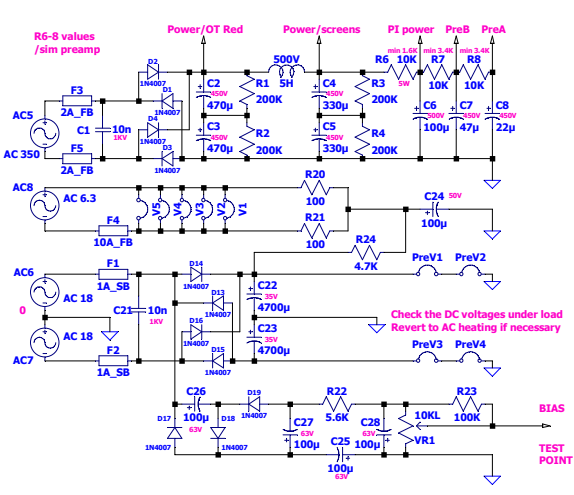 R6-8 values
/sim preamp
Power/OT Red
Power/screens
PI power
PreB
PreA
min 1.6K
min 3.4K
min 3.4K
D2
1N4007
500V
5H
R6
10K
5W
R7
10K
R8
10K
F3
2A_FB
D1
1N4007
C2
450V
470µ
R1
200K
C4
450V
330µ
R3
200K
AC5
AC 350
C1
10n
1KV
D4
1N4007
C6
500V
100µ
C7
450V
47µ
C8
450V
22µ
F5
2A_FB
D3
1N4007
C3
450V
470µ
R2
200K
C5
450V
330µ
R4
200K
AC8
AC 6.3
F4
10A_FB
V5
V4
V3
V2
V1
R20
100
R21
100
C24
50V
100µ
R24
4.7K
AC6
AC 18
0
F1
1A_SB
D14
1N4007
PreV1
PreV2
C21
10n
1KV
D13
1N4007
C22
35V
4700µ
D16
1N4007
Check the DC voltages under load
Revert to AC heating if necessary
AC 18
AC7
F2
1A_SB
D15
1N4007
C23
35V
4700µ
PreV3
PreV4
C26
100µ
63V
D19
1N4007
R22
5.6K
R23
100K
D17
1N4007
D18
1N4007
C27
63V
100µ
C25
100µ
63V
C28
63V
100µ
10KL
VR1
BIAS
TEST
POINT